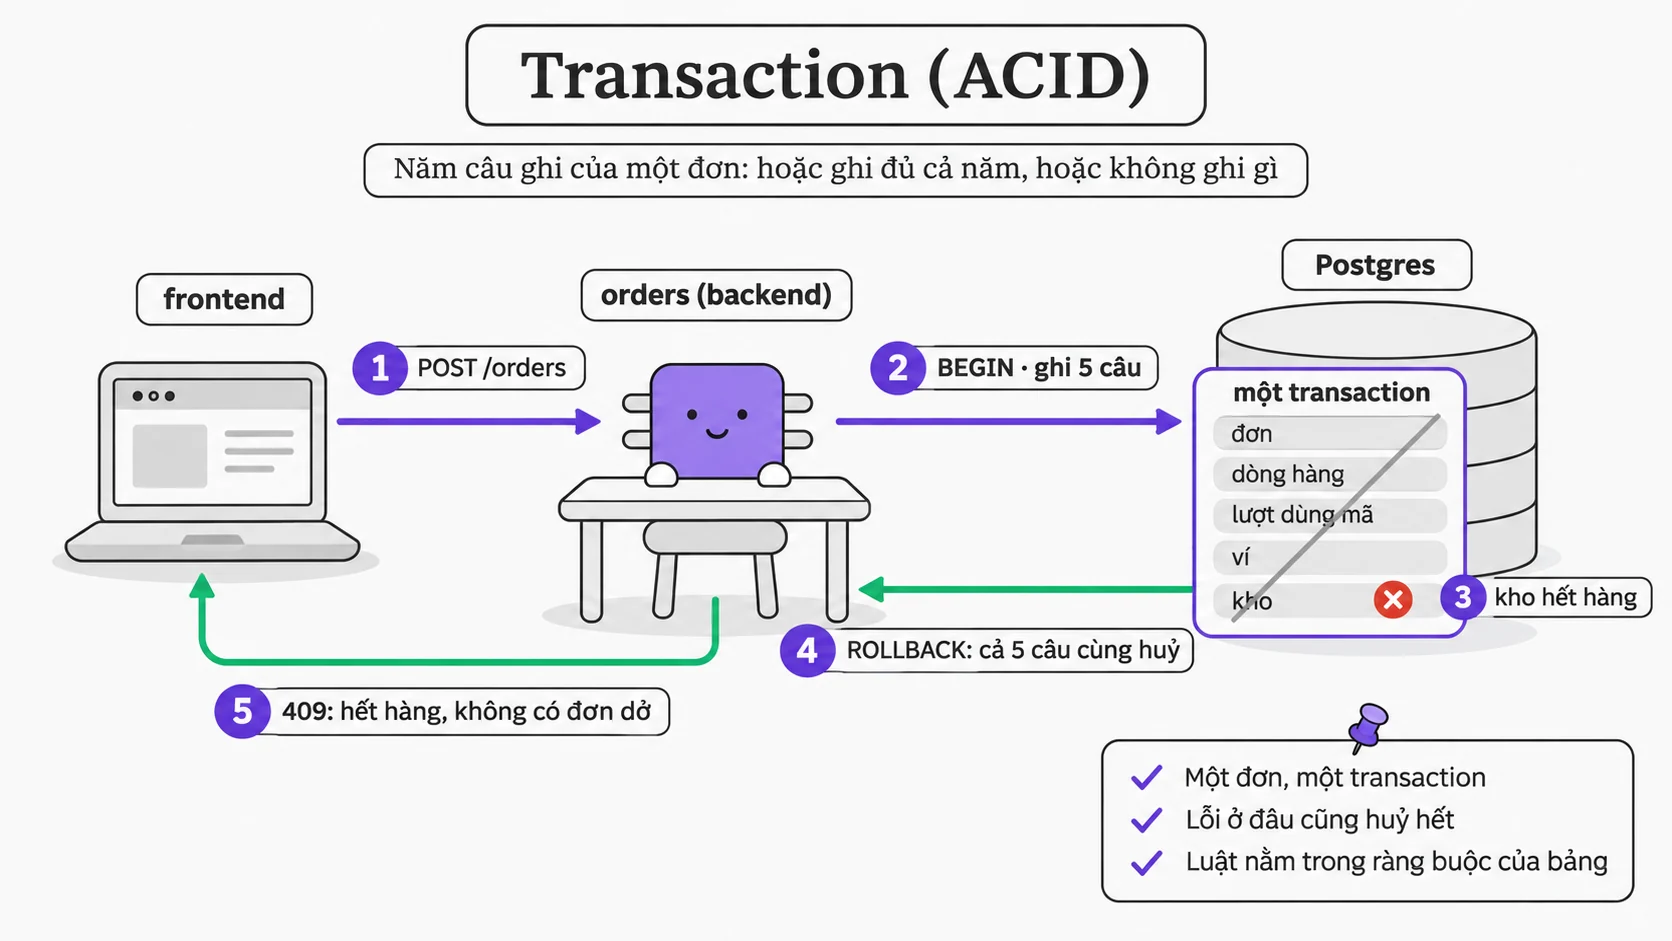 Transaction (ACID)
Năm câu ghi của một đơn: hoặc ghi đủ cả năm, hoặc không ghi gì
frontend
orders (backend)
Postgres
1 POST /orders
2 BEGIN · ghi 5 câu
một transaction
đơn
dòng hàng
lượt dùng mã
ví
kho
3 kho hết hàng
4 ROLLBACK: cả 5 câu cùng huỷ
5 409: hết hàng, không có đơn dở
Một đơn, một transaction
Lỗi ở đâu cũng huỷ hết
Luật nằm trong ràng buộc của bảng